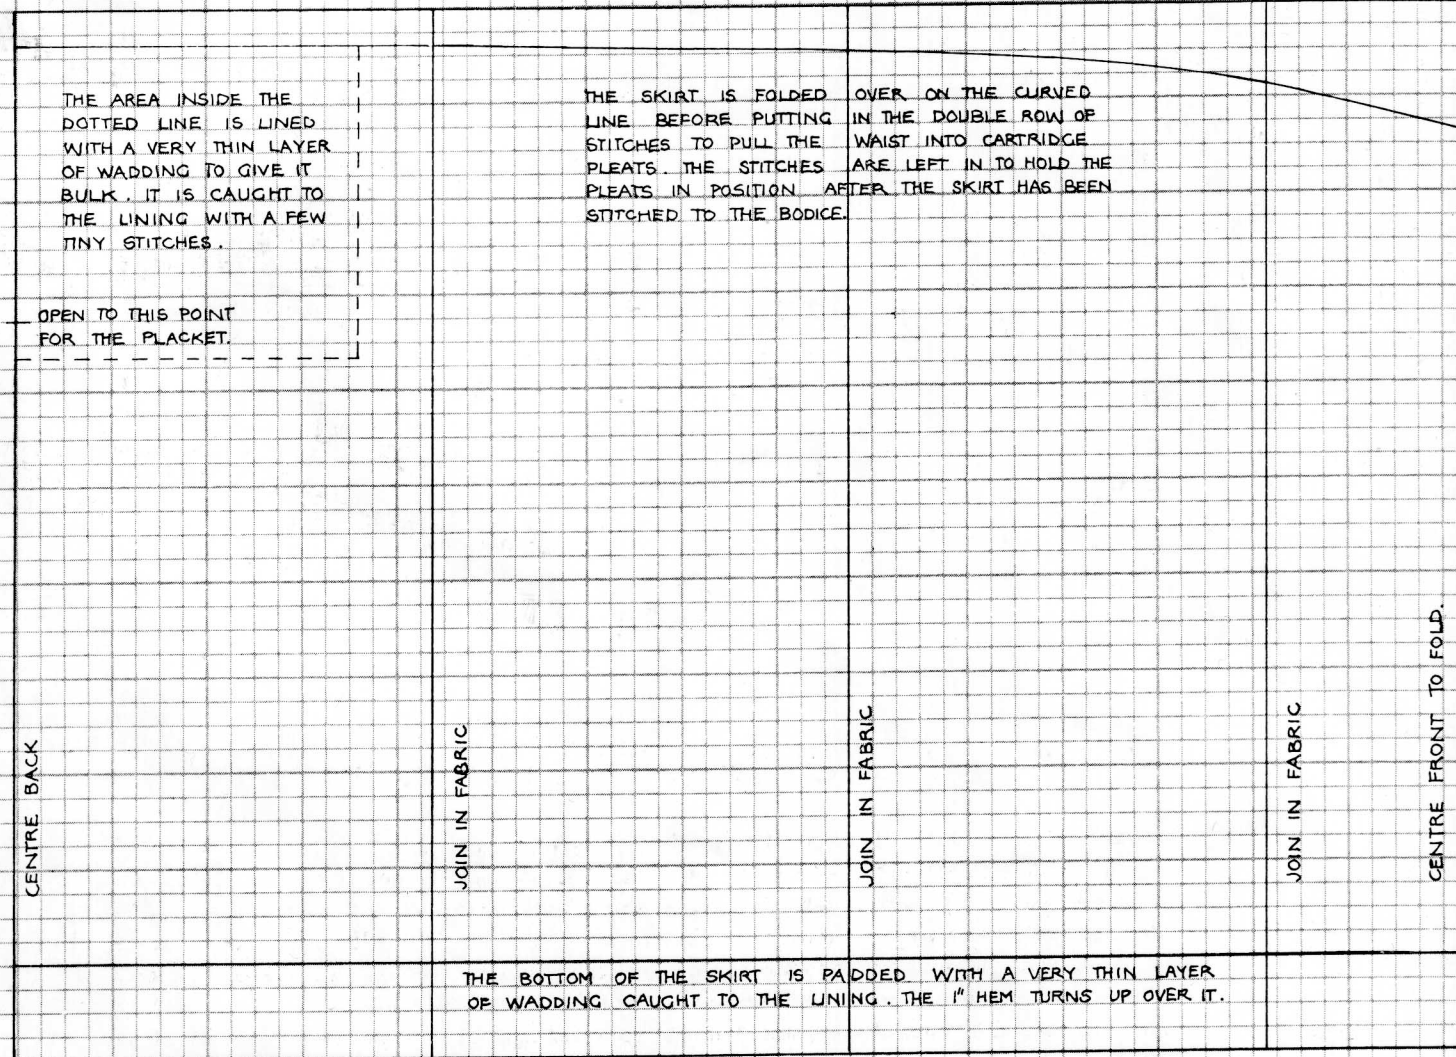 THE AREA INSIDE THE
DOTTED LINE IS LINED
WITH A VERY THIN LAYER
OF WADDING TO GIVE IT
BULK. IT IS CAUGHT TO
THE LINING WITH A FEW
TINY STITCHES.
OPEN TO THIS POINT
FOR THE PLACKET.
THE SKIRT IS FOLDED OVER ON THE CURVED
LINE BEFORE PUTTING IN THE DOUBLE ROW OF
STITCHES TO PULL THE WAIST INTO CARTRIDGE
PLEATS. THE STITCHES ARE LEFT IN TO HOLD THE
PLEATS IN POSITION AFTER THE SKIRT HAS BEEN
STITCHED TO THE BODICE.
CENTRE BACK
JOIN IN FABRIC
JOIN IN FABRIC
JOIN IN FABRIC
CENTRE FRONT TO FOLD.
THE BOTTOM OF THE SKIRT IS PADDED WITH A VERY THIN LAYER
OF WADDING CAUGHT TO THE LINING. THE 1" HEM TURNS UP OVER IT.